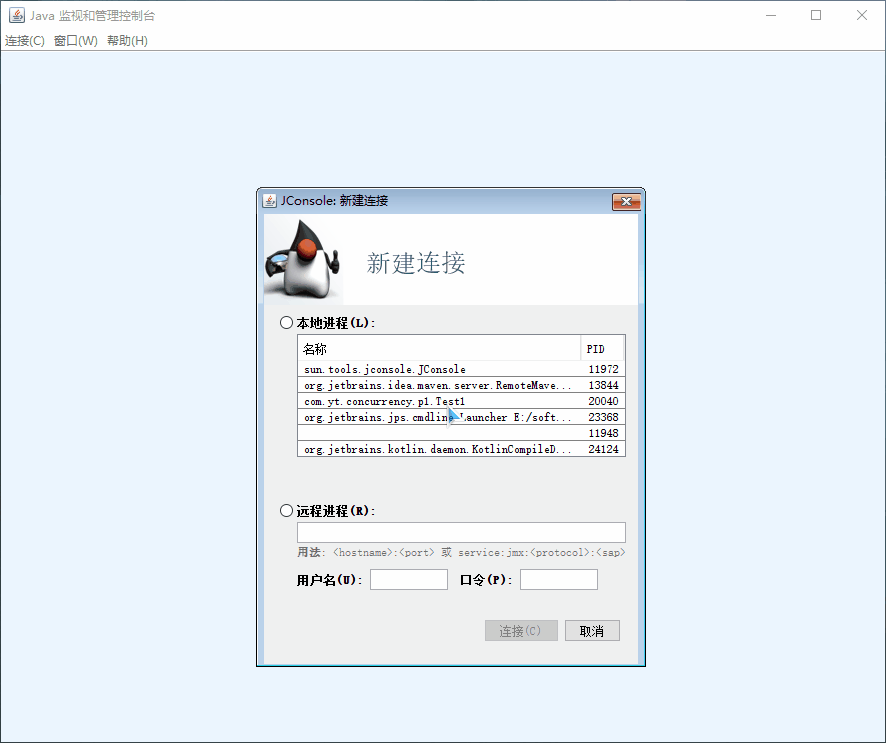 Java 监视和管理控制台
连接(C) 窗口(W) 帮助(H)
JConsole: 新建连接
新建连接
本地进程(L):
名称 PID
sun.tools.jconsole.JConsole 11972
org.jetbrains.idea.maven.server.RemoteMave... 13844
com.yt.concurrency.p1.Test1 20040
org.jetbrains.jps.cmdline.Launcher E:/soft... 23368
11948
org.jetbrains.kotlin.daemon.KotlinCompileD... 24124
远程进程(R):
用法: <hostname>:<port> 或 service:jmx:<protocol>:<sap>
用户名(U): 口令(P):
连接(C) 取消